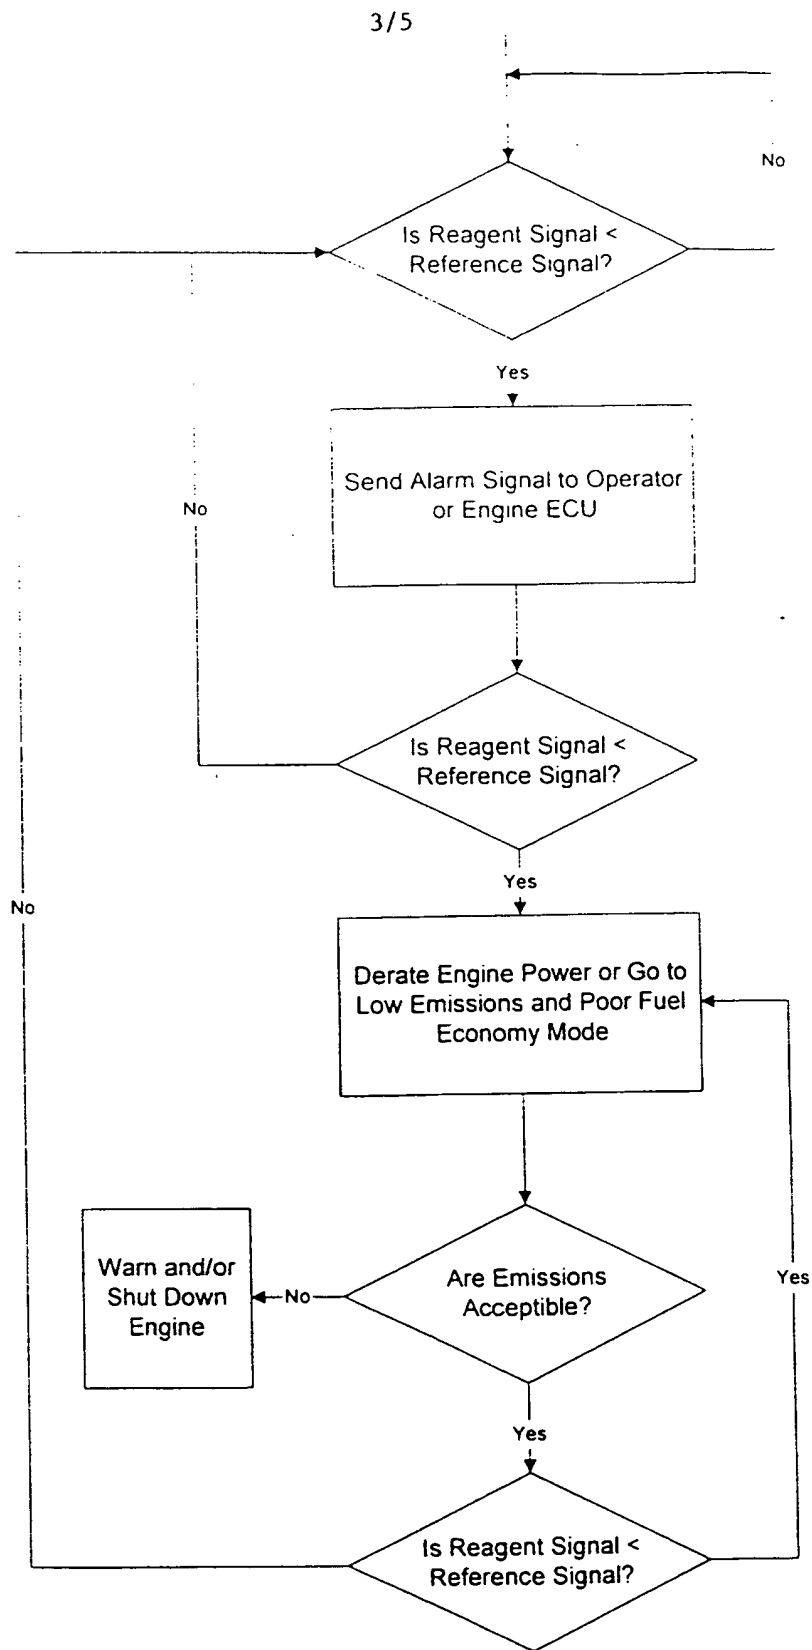 3/5
No
Is Reagent Signal <
Reference Signal?
Yes
Send Alarm Signal to Operator
or Engine ECU
No
Is Reagent Signal <
Reference Signal?
Yes
No
Derate Engine Power or Go to
Low Emissions and Poor Fuel
Economy Mode
Warn and/or
Shut Down
Engine
No
Are Emissions
Acceptible?
Yes
Yes
Is Reagent Signal <
Reference Signal?